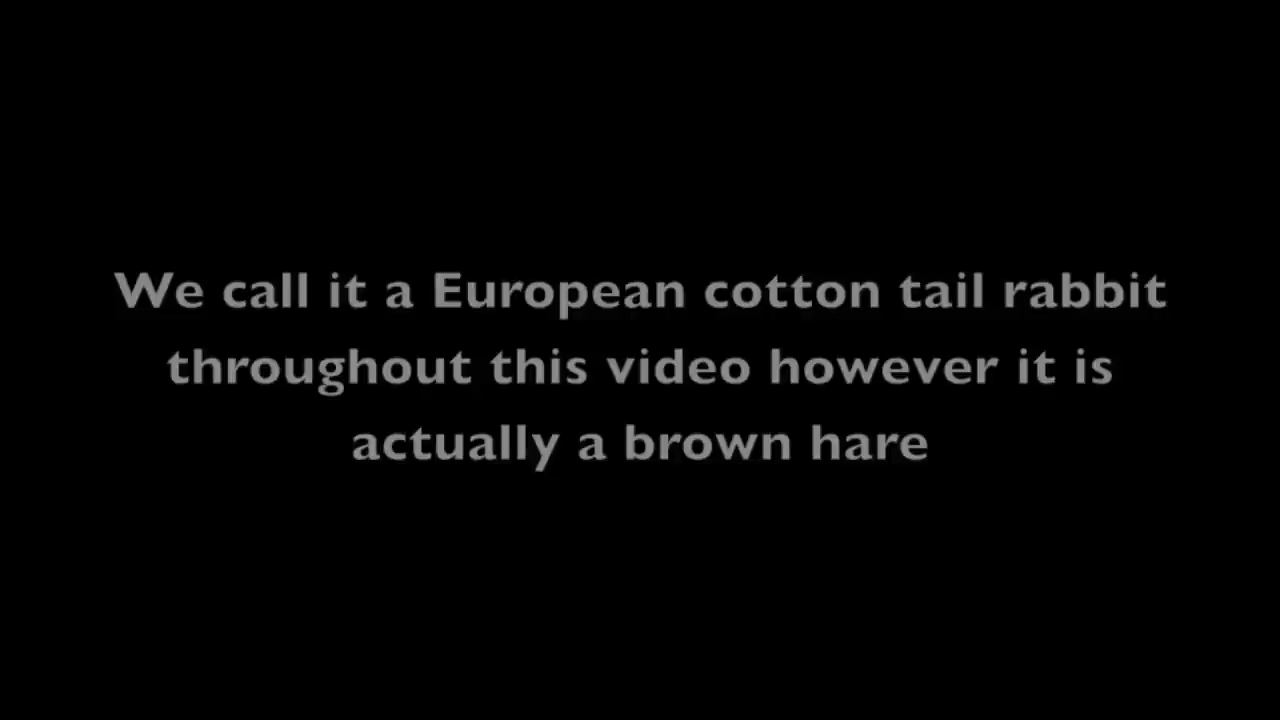 We call it a European cotton tail rabbit
throughout this video however it is
actually a brown hare